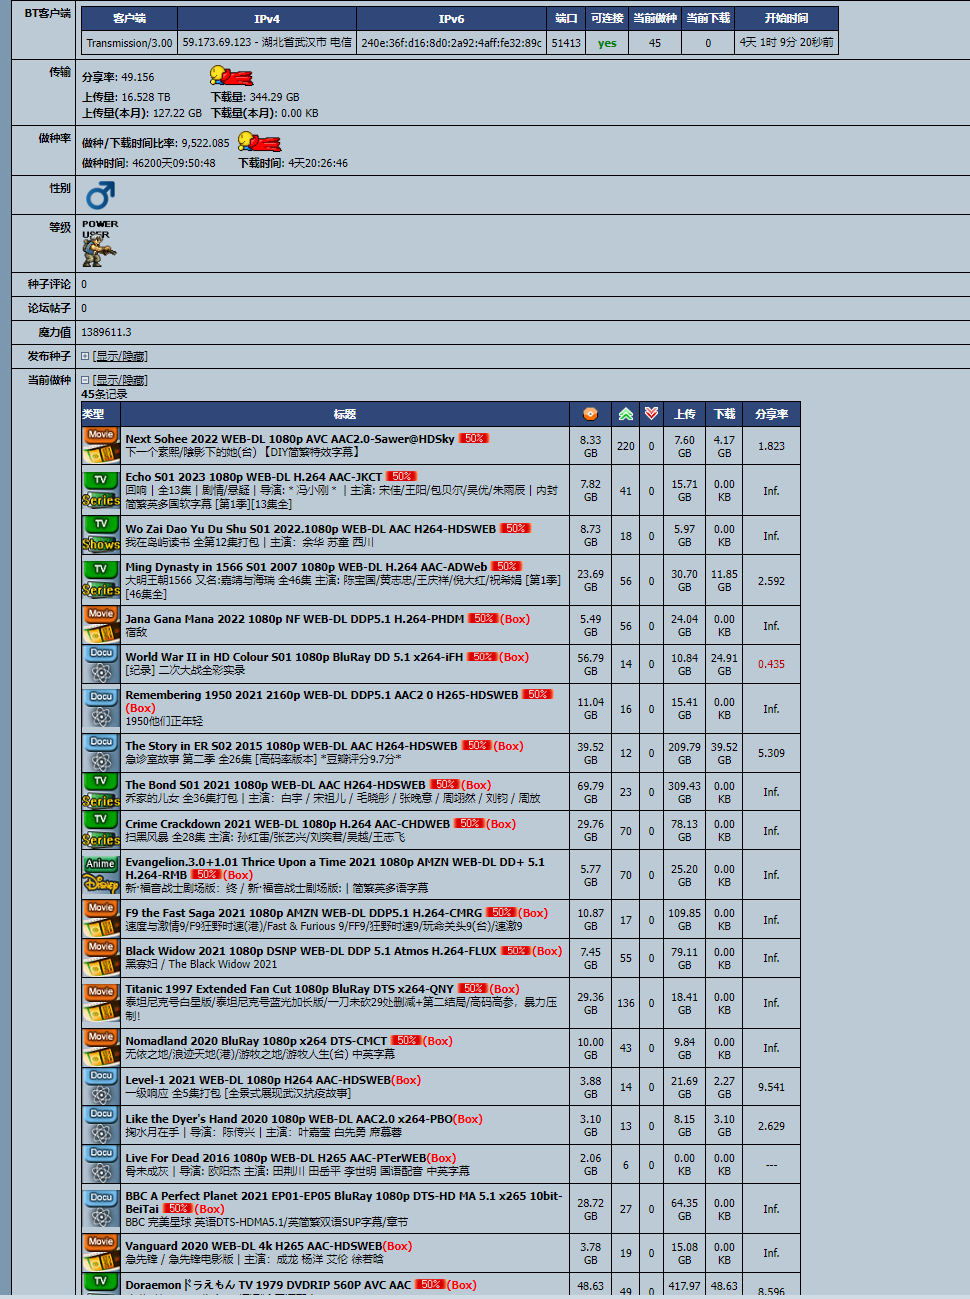 BT客户端
客户端 IPv4 IPv6 端口 可连接 当前做种 当前下载 开始时间
Transmission/3.00 59.173.69.123 - 湖北省武汉市 电信 240e:36f:d16:8d0:2a92:4aff:fe32:89c 51413 yes 45 0 4天 1时 9分 20秒前
传输
分享率: 49.156
上传量: 16.528 TB 下载量: 344.29 GB
上传量(本月): 127.22 GB 下载量(本月): 0.00 KB
做种率
做种/下载时间比率: 9,522.085
做种时间: 46200天09:50:48 下载时间: 4天20:26:46
性别
等级
POWER
USER
种子评论 0
论坛帖子 0
魔力值 1389611.3
发布种子 [显示/隐藏]
当前做种 [显示/隐藏]
45条记录
类型 标题 上传 下载 分享率
Movie Next Sohee 2022 WEB-DL 1080p AVC AAC2.0-Sawer@HDSky 50%
下一个素熙/陰影下的她(台) 【DIY简繁特效字幕】
8.33 GB 220 0 7.60 GB 4.17 GB 1.823
TV Series Echo S01 2023 1080p WEB-DL H.264 AAC-JKCT 50%
回响 | 全13集 | 剧情/悬疑 | 导演: * 冯小刚 * | 主演: 宋佳/王阳/包贝尔/吴优/朱雨辰 | 内封
简繁英多国软字幕 [第1季][13集全]
7.82 GB 41 0 15.71 GB 0.00 KB Inf.
TV Shows Wo Zai Dao Yu Du Shu S01 2022.1080p WEB-DL AAC H264-HDSWEB 50%
我在岛屿读书 全第12集打包 | 主演：余华 苏童 西川
8.73 GB 18 0 5.97 GB 0.00 KB Inf.
TV Series Ming Dynasty in 1566 S01 2007 1080p WEB-DL H.264 AAC-ADWeb 50%
大明王朝1566 又名:嘉靖与海瑞 全46集 主演: 陈宝国/黄志忠/王庆祥/倪大红/祝希娟 [第1季]
[46集全]
23.69 GB 56 0 30.70 GB 11.85 GB 2.592
Movie Jana Gana Mana 2022 1080p NF WEB-DL DDP5.1 H.264-PHDM 50% (Box)
宿敌
5.49 GB 56 0 24.04 GB 0.00 KB Inf.
Docu World War II in HD Colour S01 1080p BluRay DD 5.1 x264-iFH 50% (Box)
[纪录] 二次大战全彩实录
56.79 GB 14 0 10.84 GB 24.91 GB 0.435
Docu Remembering 1950 2021 2160p WEB-DL DDP5.1 AAC2 0 H265-HDSWEB 50%
(Box)
1950他们正年轻
11.04 GB 16 0 15.41 GB 0.00 KB Inf.
Docu The Story in ER S02 2015 1080p WEB-DL AAC H264-HDSWEB 50% (Box)
急诊室故事 第二季 全26集 [高码率版本] *豆瓣评分9.7分*
39.52 GB 12 0 209.79 GB 39.52 GB 5.309
TV Series The Bond S01 2021 1080p WEB-DL AAC H264-HDSWEB 50% (Box)
乔家的儿女 全36集打包 | 主演：白宇 / 宋祖儿 / 毛晓彤 / 张晚意 / 周翊然 / 刘钧 / 周放
69.79 GB 23 0 309.43 GB 0.00 KB Inf.
TV Series Crime Crackdown 2021 WEB-DL 1080p H.264 AAC-CHDWEB 50% (Box)
扫黑风暴 全28集 主演: 孙红雷/张艺兴/刘奕君/吴越/王志飞
29.76 GB 70 0 78.13 GB 0.00 KB Inf.
Anime Disney Evangelion.3.0+1.01 Thrice Upon a Time 2021 1080p AMZN WEB-DL DD+ 5.1
H.264-RMB 50% (Box)
新·福音战士剧场版：终 / 新·福音战士剧场版: | 简繁英多语字幕
5.77 GB 70 0 25.20 GB 0.00 KB Inf.
Movie F9 the Fast Saga 2021 1080p AMZN WEB-DL DDP5.1 H.264-CMRG 50% (Box)
速度与激情9/F9狂野时速(港)/Fast & Furious 9/FF9/狂野时速9/玩命关头9(台)/速激9
10.87 GB 17 0 109.85 GB 0.00 KB Inf.
Movie Black Widow 2021 1080p DSNP WEB-DL DDP 5.1 Atmos H.264-FLUX 50% (Box)
黑寡妇 / The Black Widow 2021
7.45 GB 55 0 79.11 GB 0.00 KB Inf.
Movie Titanic 1997 Extended Fan Cut 1080p BluRay DTS x264-QNY 50% (Box)
泰坦尼克号白星版/泰坦尼克号蓝光加长版/一刀未砍29处删减+第二结局/高码高参，暴力压
制！
29.36 GB 136 0 18.41 GB 0.00 KB Inf.
Movie Nomadland 2020 BluRay 1080p x264 DTS-CMCT 50% (Box)
无依之地/浪迹天地(港)/游牧之地/游牧人生(台) 中英字幕
10.00 GB 43 0 9.84 GB 0.00 KB Inf.
Docu Level-1 2021 WEB-DL 1080p H264 AAC-HDSWEB(Box)
一级响应 全5集打包 [全景式展现武汉抗疫故事]
3.88 GB 14 0 21.69 GB 2.27 GB 9.541
Docu Like the Dyer's Hand 2020 1080p WEB-DL AAC2.0 x264-PBO(Box)
掬水月在手 | 导演：陈传兴 | 主演：叶嘉莹 白先勇 席慕蓉
3.10 GB 13 0 8.15 GB 3.10 GB 2.629
Docu Live For Dead 2016 1080p WEB-DL H265 AAC-PTerWEB(Box)
骨未成灰 | 导演: 欧阳杰 主演: 田荆川 田岳平 李世明 国语配音 中英字幕
2.06 GB 6 0 0.00 KB 0.00 KB ---
Docu BBC A Perfect Planet 2021 EP01-EP05 BluRay 1080p DTS-HD MA 5.1 x265 10bit-
BeiTai 50% (Box)
BBC 完美星球 英语DTS-HDMA5.1/英简繁双语SUP字幕/章节
28.72 GB 27 0 64.35 GB 0.00 KB Inf.
Movie Vanguard 2020 WEB-DL 4k H265 AAC-HDSWEB(Box)
急先锋 / 急先锋电影版 | 主演：成龙 杨洋 艾伦 徐若晗
3.78 GB 19 0 15.08 GB 0.00 KB Inf.
TV Doraemon ドラえもん TV 1979 DVDRIP 560P AVC AAC 50% (Box)
48.63 GB 49 0 417.97 GB 48.63 GB 8.596